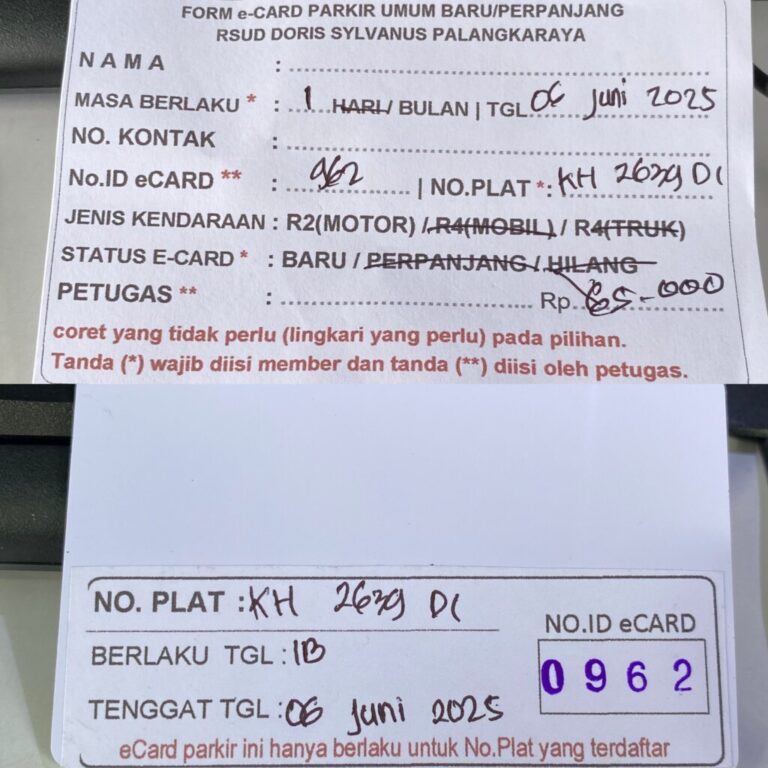 FORM e-CARD PARKIR UMUM BARU/PERPANJANG
RSUD DORIS SYLVANUS PALANGKARAYA
NAMA :
MASA BERLAKU * : 1 HARI / BULAN | TGL 06 Juni 2025
NO. KONTAK :
No.ID eCARD ** : 962 | NO.PLAT *: KH 2639 DI
JENIS KENDARAAN : R2(MOTOR) / R4(MOBIL) / R4(TRUK)
STATUS E-CARD * : BARU / PERPANJANG / HILANG
PETUGAS ** : Rp. 65.000
coret yang tidak perlu (lingkari yang perlu) pada pilihan.
Tanda (*) wajib diisi member dan tanda (**) diisi oleh petugas.
NO. PLAT : KH 2639 DI
NO.ID eCARD
BERLAKU TGL : 1B
0962
TENGGAT TGL : 06 Juni 2025
eCard parkir ini hanya berlaku untuk No.Plat yang terdaftar